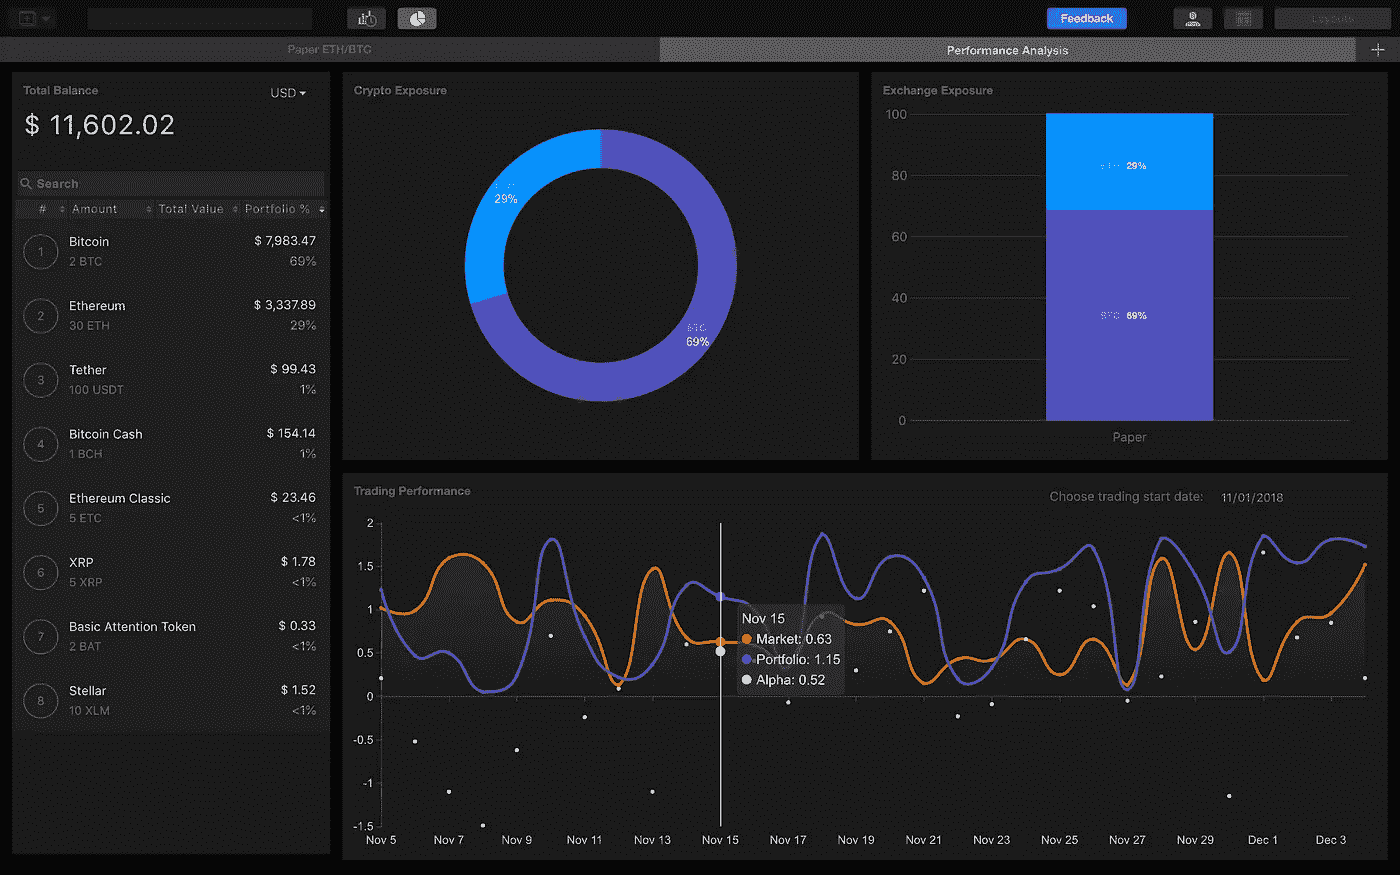 Feedback
Paper ETH/BTC
Performance Analysis
Total Balance
USD
$ 11,602.02
Search
# Amount Total Value Portfolio %
1 Bitcoin $ 7,983.47
2 BTC 69%
2 Ethereum $ 3,337.89
30 ETH 29%
3 Tether $ 99.43
100 USDT 1%
4 Bitcoin Cash $ 154.14
1 BCH 1%
5 Ethereum Classic $ 23.46
5 ETC <1%
6 XRP $ 1.78
5 XRP <1%
7 Basic Attention Token $ 0.33
2 BAT <1%
8 Stellar $ 1.52
10 XLM <1%
Crypto Exposure
29%
BTC
69%
Exchange Exposure
100
80
60
40
20
0
29%
BTC 69%
Paper
Trading Performance
Choose trading start date: 11/01/2018
2
1.5
1
0.5
0
-0.5
-1
-1.5
Nov 15
Market: 0.63
Portfolio: 1.15
Alpha: 0.52
Nov 5 Nov 7 Nov 9 Nov 11 Nov 13 Nov 15 Nov 17 Nov 19 Nov 21 Nov 23 Nov 25 Nov 27 Nov 29 Dec 1 Dec 3